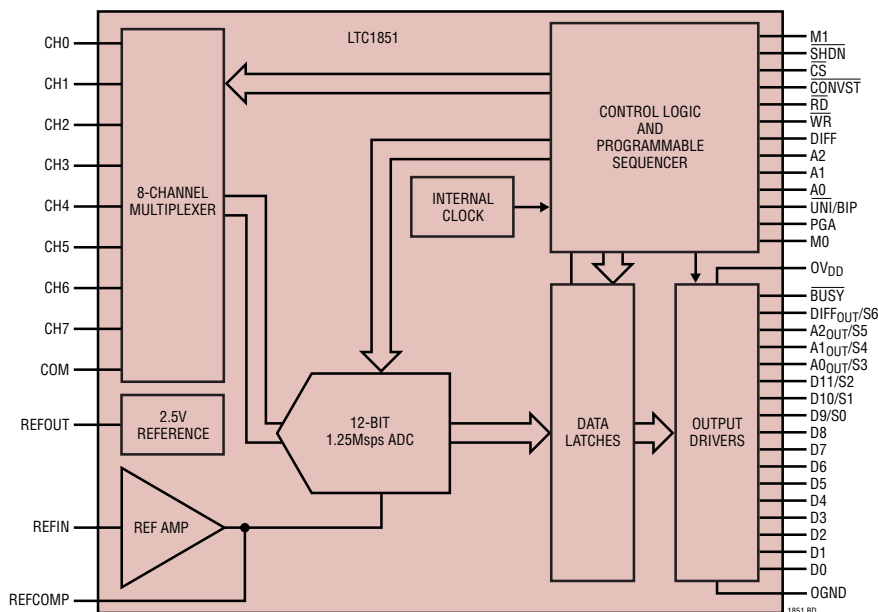 LTC1851
CH0
CH1
CH2
CH3
CH4
CH5
CH6
CH7
COM
REFOUT
REFIN
REFCOMP
8-CHANNEL
MULTIPLEXER
2.5V
REFERENCE
REF AMP
INTERNAL
CLOCK
12-BIT
1.25Msps ADC
CONTROL LOGIC
AND
PROGRAMMABLE
SEQUENCER
DATA
LATCHES
OUTPUT
DRIVERS
M1
SHDN
CS
CONVST
RD
WR
DIFF
A2
A1
A0
UNI/BIP
PGA
M0
OVDD
BUSY
DIFFOUT/S6
A2OUT/S5
A1OUT/S4
A0OUT/S3
D11/S2
D10/S1
D9/S0
D8
D7
D6
D5
D4
D3
D2
D1
D0
OGND
1851 BD